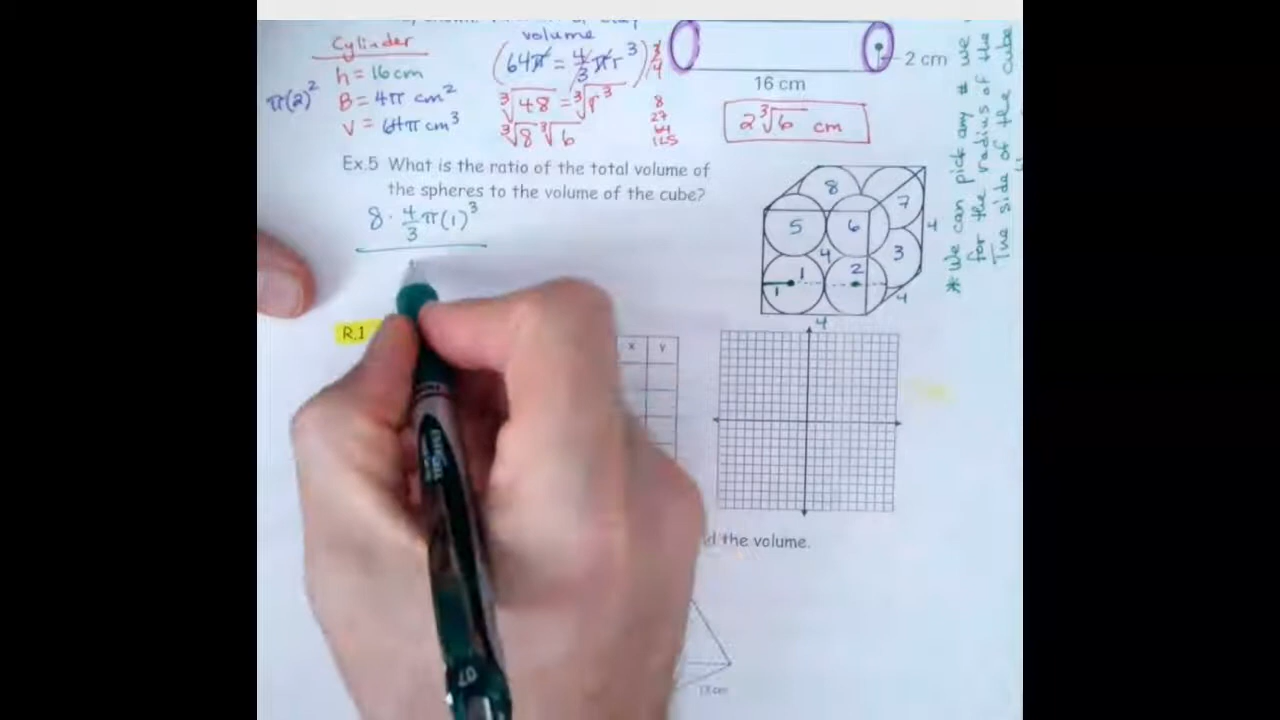 Cylinder
h = 16 cm
π(2)² B = 4π cm²
V = 64π cm³
volume
(64π = 4/3 πr³) 3/4
∛48 = ∛r³
∛8 ∛6
8
27
64
125
2 cm
16 cm
2∛6 cm
Ex.5 What is the ratio of the total volume of
the spheres to the volume of the cube?
8 · 4/3 π(1)³
8
7
5
6
4
3
1
2
1
4
4
4
* We can pick any # we
for the radius of the
The side of the cube
R.1
x y
d the volume.
07